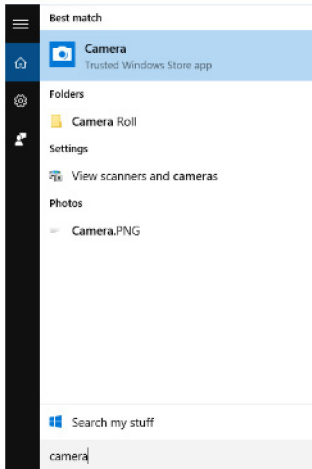 Best match
Camera
Trusted Windows Store app
Folders
Camera Roll
Settings
View scanners and cameras
Photos
Camera.PNG
Search my stuff
camera